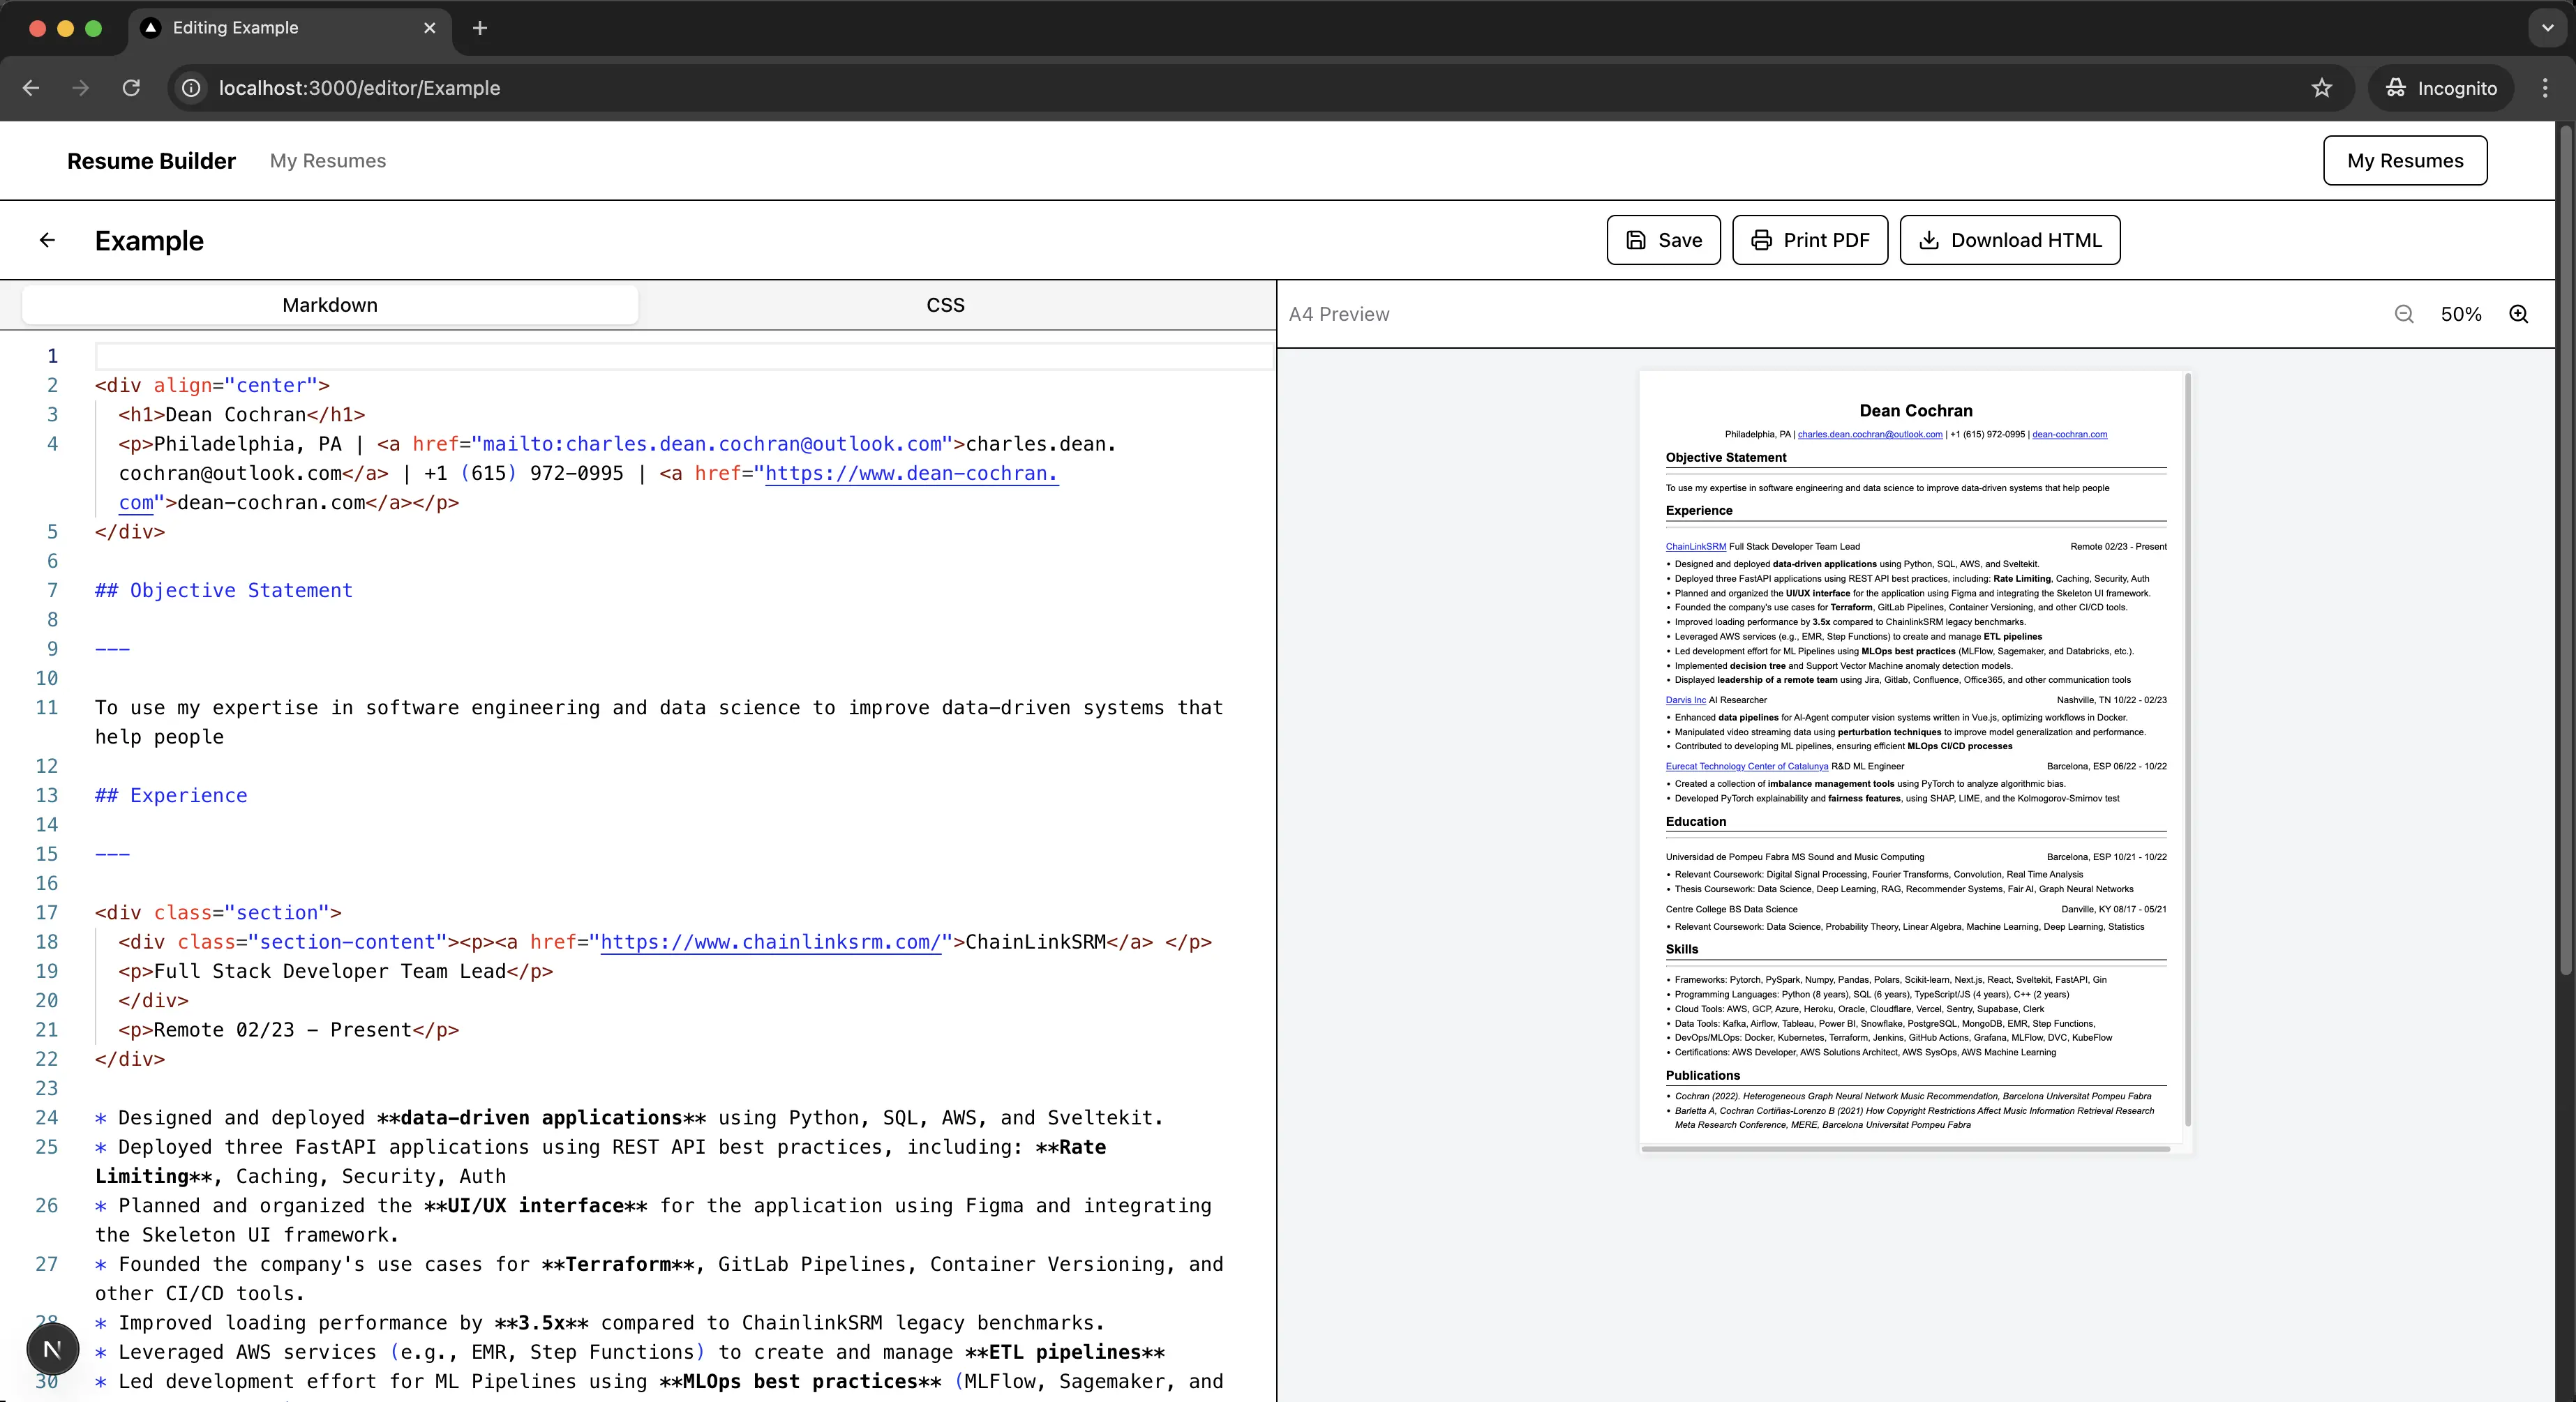 Editing Example
localhost:3000/editor/Example
Incognito
Resume Builder
My Resumes
My Resumes
Example
Save
Print PDF
Download HTML
Markdown
CSS
1
2 <div align="center">
3 <h1>Dean Cochran</h1>
4 <p>Philadelphia, PA | <a href="mailto:charles.dean.cochran@outlook.com">charles.dean.
cochran@outlook.com</a> | +1 (615) 972-0995 | <a href="https://www.dean-cochran.
com">dean-cochran.com</a></p>
5 </div>
6
7 ## Objective Statement
8
9 ---
10
11 To use my expertise in software engineering and data science to improve data-driven systems that
help people
12
13 ## Experience
14
15 ---
16
17 <div class="section">
18 <div class="section-content"><p><a href="https://www.chainlinksrm.com/">ChainLinkSRM</a> </p>
19 <p>Full Stack Developer Team Lead</p>
20 </div>
21 <p>Remote 02/23 - Present</p>
22 </div>
23
24 * Designed and deployed **data-driven applications** using Python, SQL, AWS, and Sveltekit.
25 * Deployed three FastAPI applications using REST API best practices, including: **Rate
Limiting**, Caching, Security, Auth
26 * Planned and organized the **UI/UX interface** for the application using Figma and integrating
the Skeleton UI framework.
27 * Founded the company's use cases for **Terraform**, GitLab Pipelines, Container Versioning, and
other CI/CD tools.
28 * Improved loading performance by **3.5x** compared to ChainlinkSRM legacy benchmarks.
N
* Leveraged AWS services (e.g., EMR, Step Functions) to create and manage **ETL pipelines**
30 * Led development effort for ML Pipelines using **MLOps best practices** (MLFlow, Sagemaker, and
A4 Preview
50%
Dean Cochran
Philadelphia, PA | charles.dean.cochran@outlook.com | +1 (615) 972-0995 | dean-cochran.com
Objective Statement
To use my expertise in software engineering and data science to improve data-driven systems that help people
Experience
ChainLinkSRM Full Stack Developer Team Lead Remote 02/23 - Present
• Designed and deployed data-driven applications using Python, SQL, AWS, and Sveltekit.
• Deployed three FastAPI applications using REST API best practices, including: Rate Limiting, Caching, Security, Auth
• Planned and organized the UI/UX interface for the application using Figma and integrating the Skeleton UI framework.
• Founded the company's use cases for Terraform, GitLab Pipelines, Container Versioning, and other CI/CD tools.
• Improved loading performance by 3.5x compared to ChainlinkSRM legacy benchmarks.
• Leveraged AWS services (e.g., EMR, Step Functions) to create and manage ETL pipelines
• Led development effort for ML Pipelines using MLOps best practices (MLFlow, Sagemaker, and Databricks, etc.).
• Implemented decision tree and Support Vector Machine anomaly detection models.
• Displayed leadership of a remote team using Jira, Gitlab, Confluence, Office365, and other communication tools
Darvis Inc AI Researcher Nashville, TN 10/22 - 02/23
• Enhanced data pipelines for AI-Agent computer vision systems written in Vue.js, optimizing workflows in Docker.
• Manipulated video streaming data using perturbation techniques to improve model generalization and performance.
• Contributed to developing ML pipelines, ensuring efficient MLOps CI/CD processes
Eurecat Technology Center of Catalunya R&D ML Engineer Barcelona, ESP 06/22 - 10/22
• Created a collection of imbalance management tools using PyTorch to analyze algorithmic bias.
• Developed PyTorch explainability and fairness features, using SHAP, LIME, and the Kolmogorov-Smirnov test
Education
Universidad de Pompeu Fabra MS Sound and Music Computing Barcelona, ESP 10/21 - 10/22
• Relevant Coursework: Digital Signal Processing, Fourier Transforms, Convolution, Real Time Analysis
• Thesis Coursework: Data Science, Deep Learning, RAG, Recommender Systems, Fair AI, Graph Neural Networks
Centre College BS Data Science Danville, KY 08/17 - 05/21
• Relevant Coursework: Data Science, Probability Theory, Linear Algebra, Machine Learning, Deep Learning, Statistics
Skills
• Frameworks: Pytorch, PySpark, Numpy, Pandas, Polars, Scikit-learn, Next.js, React, Sveltekit, FastAPI, Gin
• Programming Languages: Python (8 years), SQL (6 years), TypeScript/JS (4 years), C++ (2 years)
• Cloud Tools: AWS, GCP, Azure, Heroku, Oracle, Cloudflare, Vercel, Sentry, Supabase, Clerk
• Data Tools: Kafka, Airflow, Tableau, Power BI, Snowflake, PostgreSQL, MongoDB, EMR, Step Functions,
• DevOps/MLOps: Docker, Kubernetes, Terraform, Jenkins, GitHub Actions, Grafana, MLFlow, DVC, KubeFlow
• Certifications: AWS Developer, AWS Solutions Architect, AWS SysOps, AWS Machine Learning
Publications
• Cochran (2022). Heterogeneous Graph Neural Network Music Recommendation, Barcelona Universitat Pompeu Fabra
• Barletta A, Cochran Cortiñas-Lorenzo B (2021) How Copyright Restrictions Affect Music Information Retrieval Research
Meta Research Conference, MERE, Barcelona Universitat Pompeu Fabra